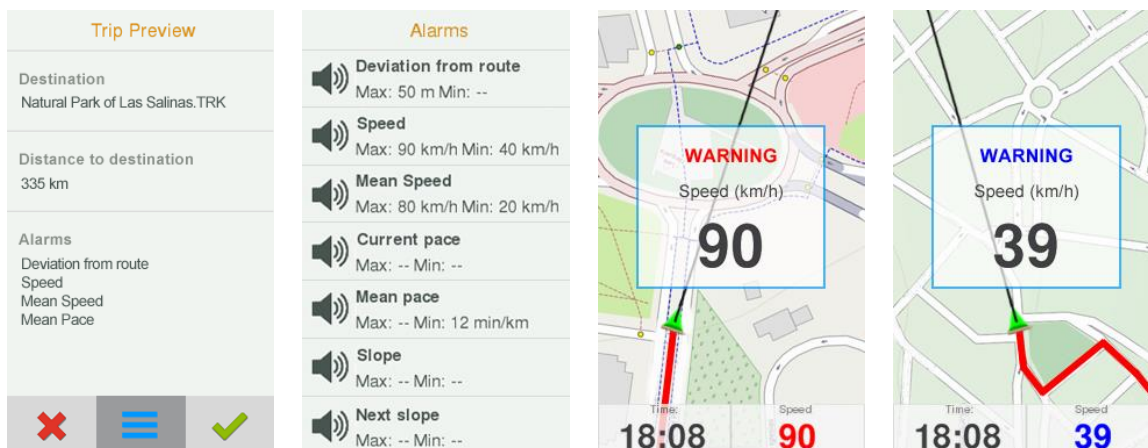 Trip Preview
Destination
Natural Park of Las Salinas.TRK
Distance to destination
335 km
Alarms
Deviation from route
Speed
Mean Speed
Mean Pace
Alarms
Deviation from route
Max: 50 m Min: --
Speed
Max: 90 km/h Min: 40 km/h
Mean Speed
Max: 80 km/h Min: 20 km/h
Current pace
Max: -- Min: --
Mean pace
Max: -- Min: 12 min/km
Slope
Max: -- Min: --
Next slope
Max: -- Min: --
WARNING
Speed (km/h)
90
Time:
Speed
18:08
90
WARNING
Speed (km/h)
39
Time:
Speed
18:08
39